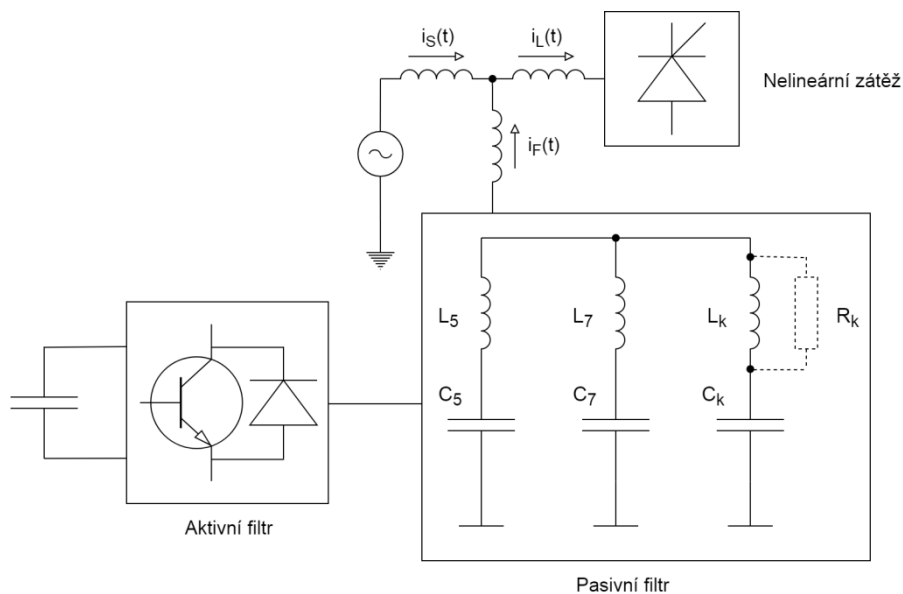 iS(t)
iL(t)
Nelineární zátěž
iF(t)
L5
L7
Lk
Rk
C5
C7
Ck
Aktivní filtr
Pasivní filtr